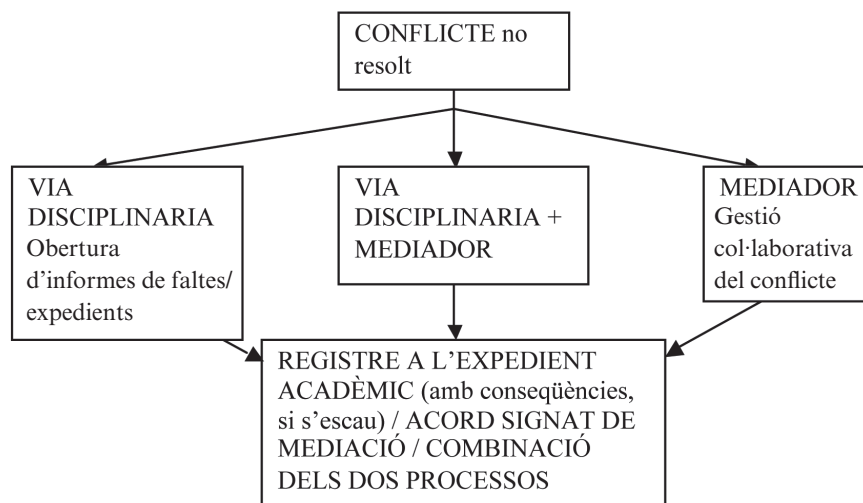 CONFLICTE no
resolt
VIA
DISCIPLINARIA
Obertura
d’informes de faltes/
expedients
VIA
DISCIPLINARIA +
MEDIADOR
MEDIADOR
Gestió
col·laborativa
del conflicte
REGISTRE A L’EXPEDIENT
ACADÈMIC (amb conseqüències,
si s’escau) / ACORD SIGNAT DE
MEDIACIÓ / COMBINACIÓ
DELS DOS PROCESSOS